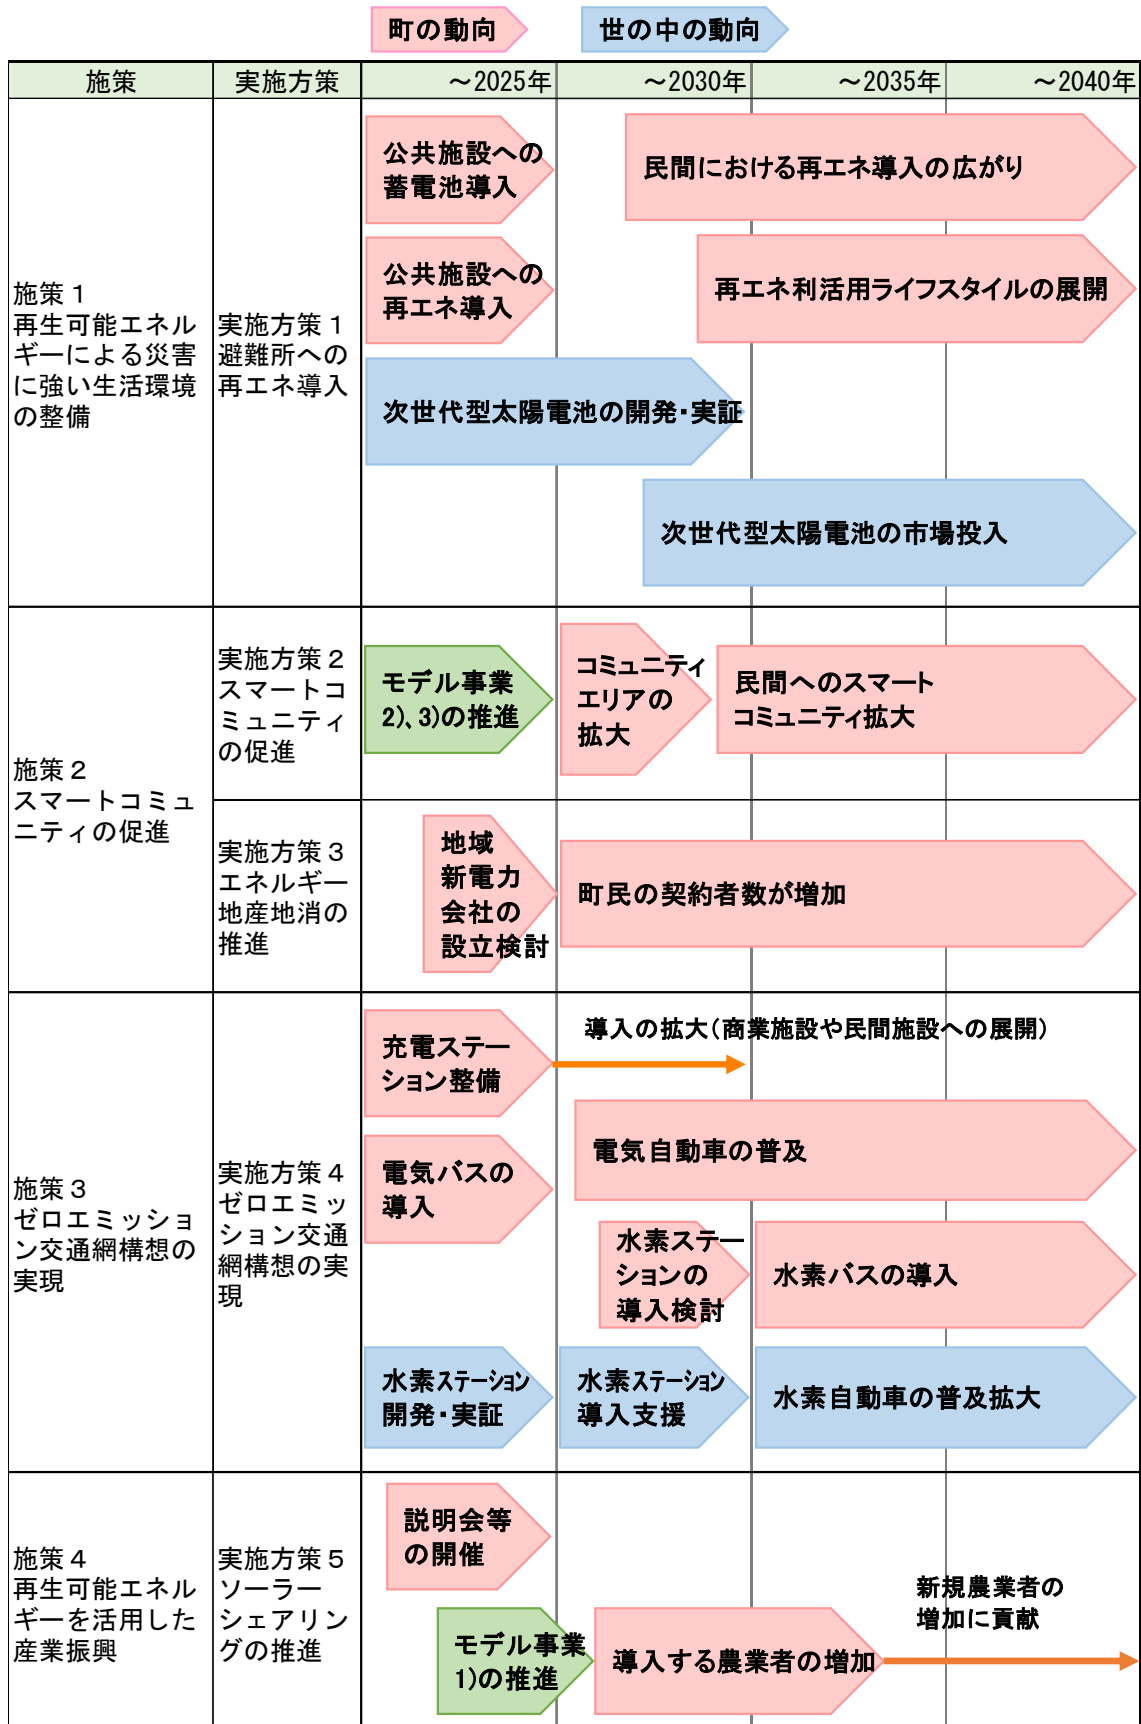 町の動向
世の中の動向
施策
実施方策
～2025年
～2030年
～2035年
～2040年
施策１
再生可能エネル
ギーによる災害
に強い生活環境
の整備
実施方策１
避難所への
再エネ導入
公共施設への
蓄電池導入
民間における再エネ導入の広がり
公共施設への
再エネ導入
再エネ利活用ライフスタイルの展開
次世代型太陽電池の開発・実証
次世代型太陽電池の市場投入
施策２
スマートコミュ
ニティの促進
実施方策２
スマートコ
ミュニティ
の促進
モデル事業
2)、3)の推進
コミュニティ
エリアの
拡大
民間へのスマート
コミュニティ拡大
実施方策３
エネルギー
地産地消の
推進
地域
新電力
会社の
設立検討
町民の契約者数が増加
施策３
ゼロエミッショ
ン交通網構想の
実現
実施方策４
ゼロエミッ
ション交通
網構想の実
現
充電ステー
ション整備
導入の拡大（商業施設や民間施設への展開）
電気バスの
導入
電気自動車の普及
水素ステー
ションの
導入検討
水素バスの導入
水素ステーション
開発・実証
水素ステーション
導入支援
水素自動車の普及拡大
施策４
再生可能エネル
ギーを活用した
産業振興
実施方策５
ソーラー
シェアリン
グの推進
説明会等
の開催
モデル事業
1)の推進
導入する農業者の増加
新規農業者の
増加に貢献